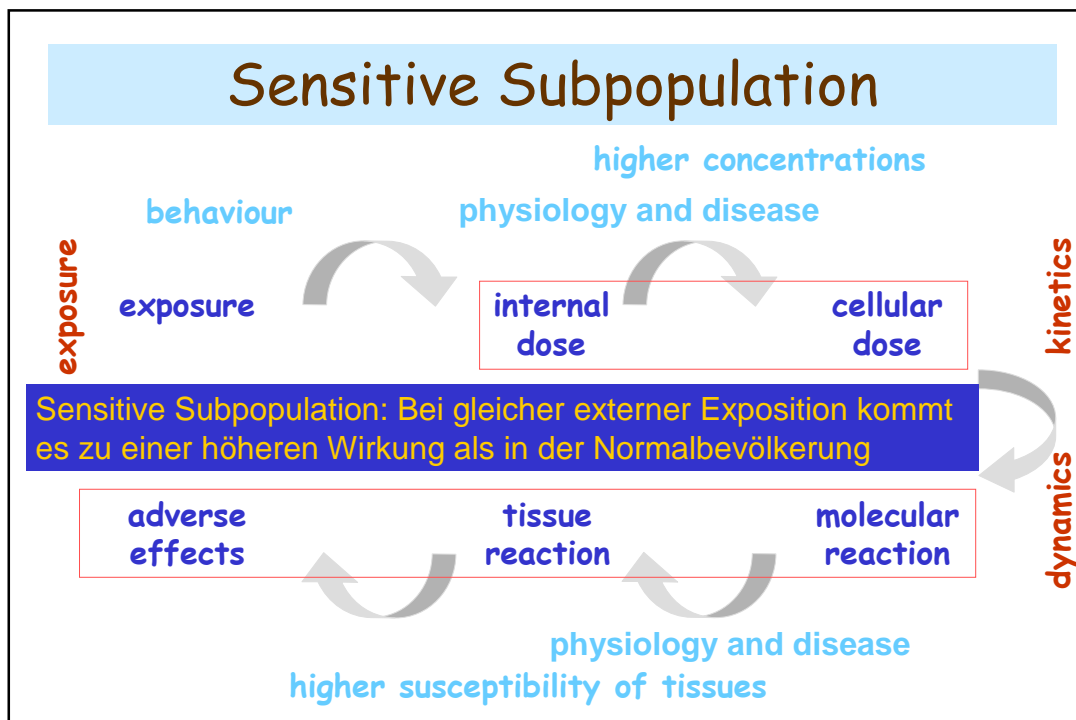 Sensitive Subpopulation
higher concentrations
behaviour
physiology and disease
exposure
kinetics
exposure
internal
dose
cellular
dose
Sensitive Subpopulation: Bei gleicher externer Exposition kommt
es zu einer höheren Wirkung als in der Normalbevölkerung
dynamics
adverse
effects
tissue
reaction
molecular
reaction
physiology and disease
higher susceptibility of tissues